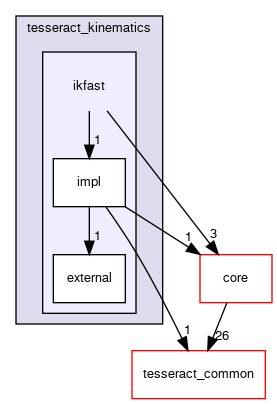 tesseract_kinematics
ikfast
1
impl
1
3
1
external
core
1
26
tesseract_common